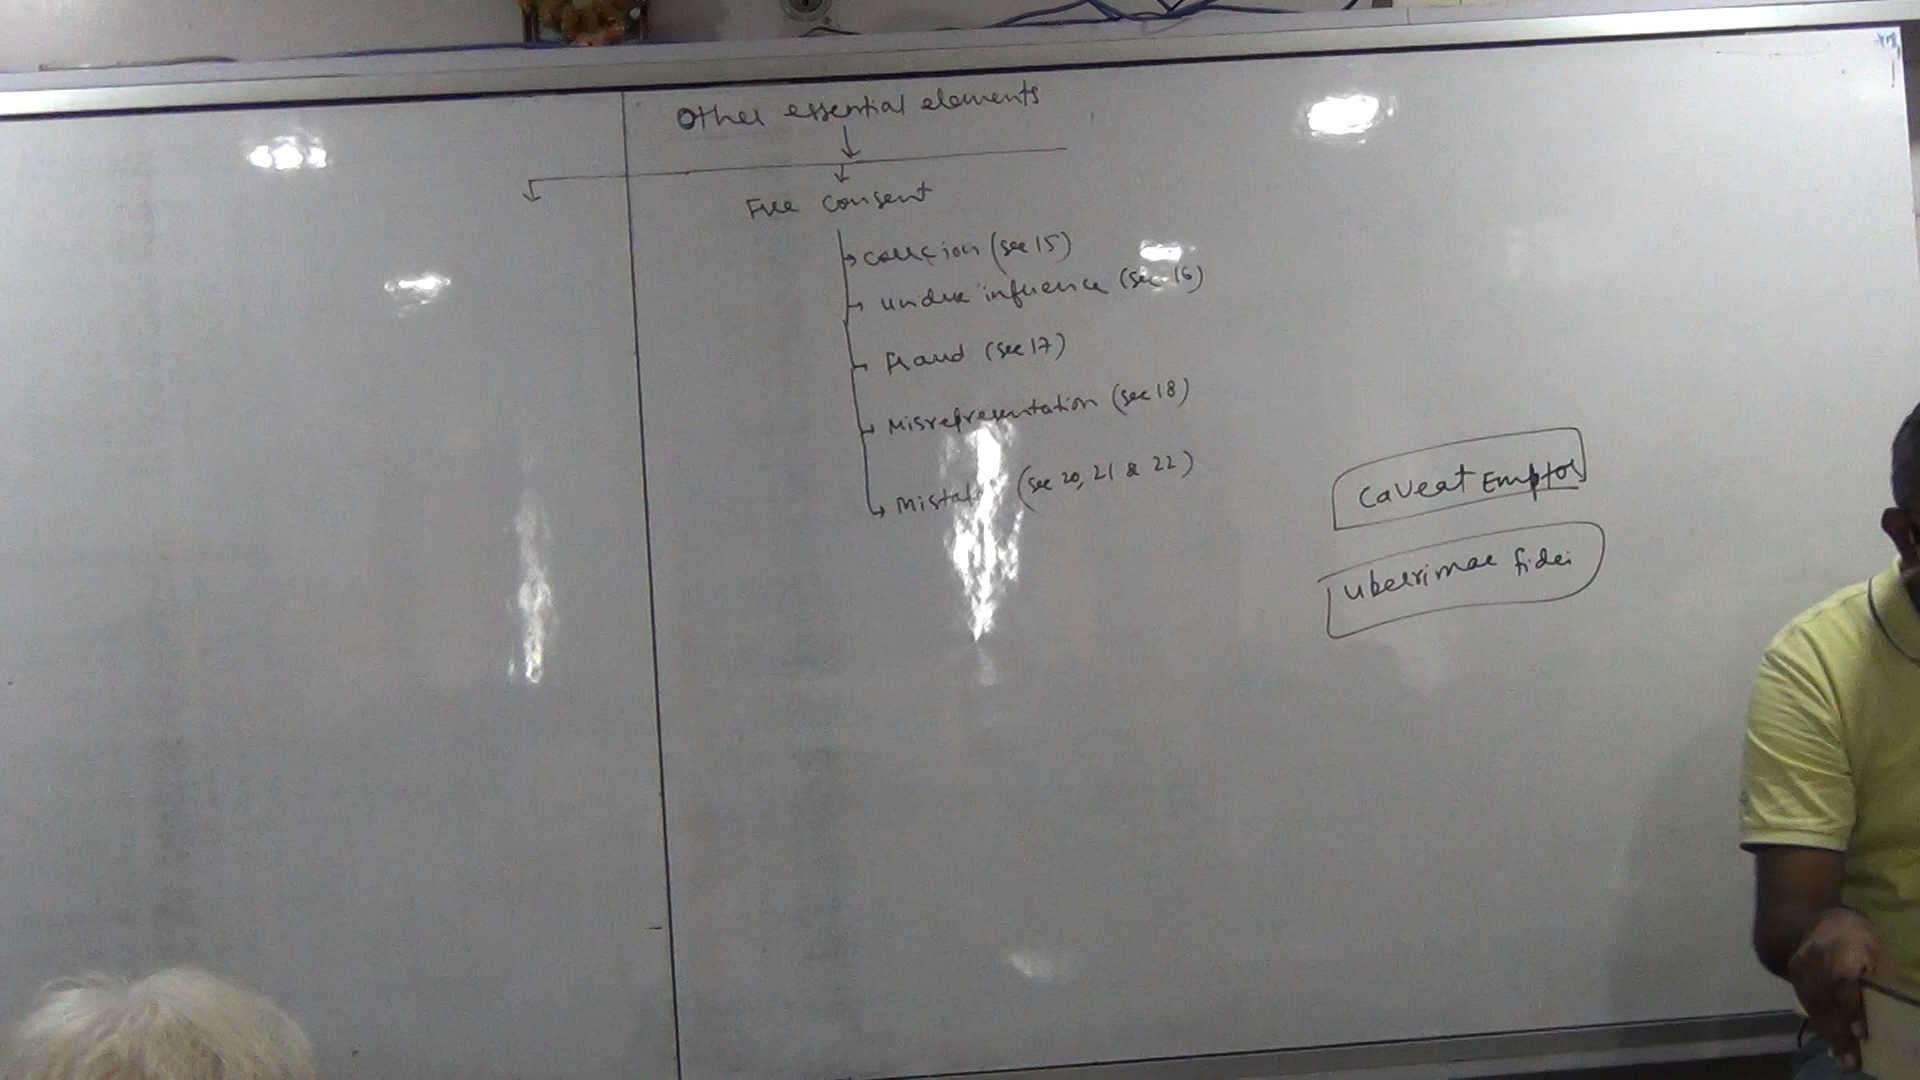 Other essential elements
Free consent
coercion (sec 15)
undue influence (sec 16)
fraud (sec 17)
Misrepresentation (sec 18)
(sec 20, 21 & 22)
Caveat Emptor
uberrimae fidei